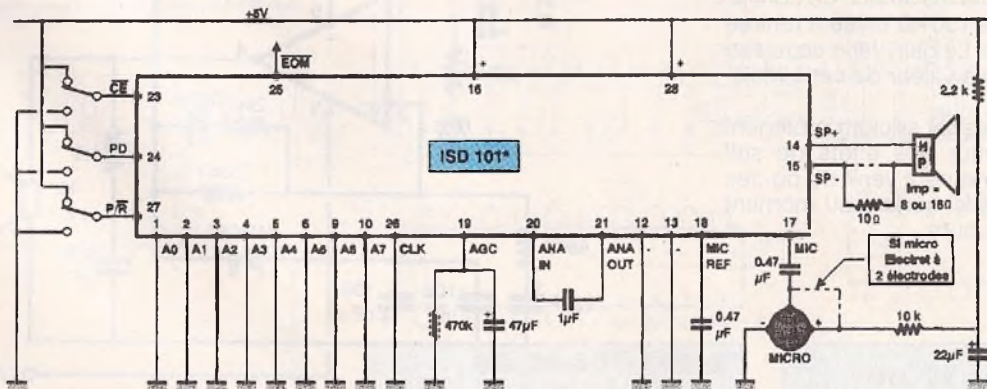 +5V
EOM
25
16
+
28
+
CE
23
2.2 k
PD
24
ISD 101*
SP+
14
15
SP -
H
P
Imp =
8 ou 16Ω
10 Ω
P/R
27
1
2
3
4
5
6
9
10
26
19
20
21
12
13
18
17
A0
A1
A2
A3
A4
A6
A7
CLK
AGC
ANA
IN
ANA
OUT
-
-
MIC
REF
MIC
470k
47µF
1µF
0.47
µF
0.47
µF
Si micro
Electret à
2 électrodes
10 k
-
+
MICRO
22µF
+